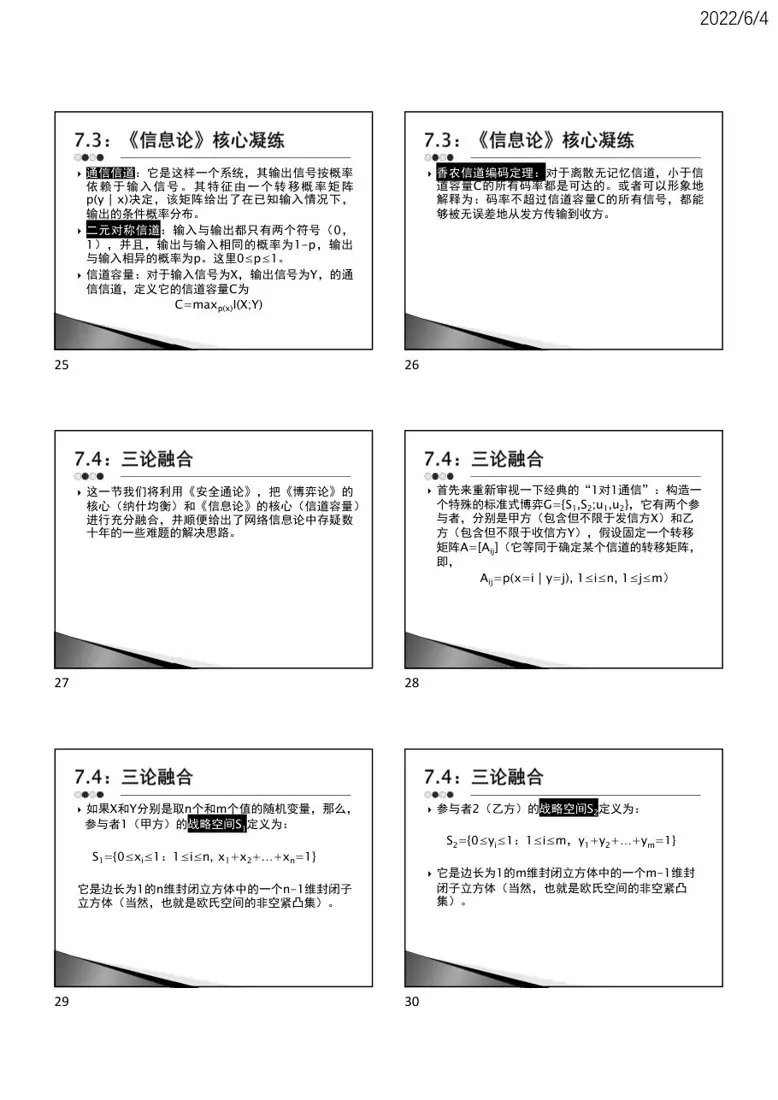 2022/6/4
7.3：《信息论》核心凝练
通信信道：它是这样一个系统，其输出信号按概率
依赖于输入信号。其特征由一个转移概率矩阵
p(y | x)决定，该矩阵给出了在已知输入情况下，
输出的条件概率分布。
二元对称信道：输入与输出都只有两个符号（0，
1），并且，输出与输入相同的概率为1-p，输出
与输入相异的概率为p。这里0≤p≤1。
信道容量：对于输入信号为X，输出信号为Y，的通
信信道，定义它的信道容量C为
C=maxp(x)I(X;Y)
25
7.3：《信息论》核心凝练
香农信道编码定理：对于离散无记忆信道，小于信
道容量C的所有码率都是可达的。或者可以形象地
解释为：码率不超过信道容量C的所有信号，都能
够被无误差地从发方传输到收方。
26
7.4：三论融合
这一节我们将利用《安全通论》，把《博弈论》的
核心（纳什均衡）和《信息论》的核心（信道容量）
进行充分融合，并顺便给出了网络信息论中存疑数
十年的一些难题的解决思路。
27
7.4：三论融合
首先来重新审视一下经典的“1对1通信”：构造一
个特殊的标准式博弈G={S1,S2;u1,u2}，它有两个参
与者，分别是甲方（包含但不限于发信方X）和乙
方（包含但不限于收信方Y），假设固定一个转移
矩阵A=[Aij]（它等同于确定某个信道的转移矩阵，
即，
Aij=p(x=i | y=j), 1≤i≤n, 1≤j≤m）
28
7.4：三论融合
如果X和Y分别是取n个和m个值的随机变量，那么，
参与者1（甲方）的战略空间S1定义为：
S1={0≤xi≤1：1≤i≤n, x1+x2+…+xn=1}
它是边长为1的n维封闭立方体中的一个n-1维封闭子
立方体（当然，也就是欧氏空间的非空紧凸集）。
29
7.4：三论融合
参与者2（乙方）的战略空间S2定义为：
S2={0≤yi≤1：1≤i≤m，y1+y2+…+ym=1}
它是边长为1的m维封闭立方体中的一个m-1维封
闭子立方体（当然，也就是欧氏空间的非空紧凸
集）。
30